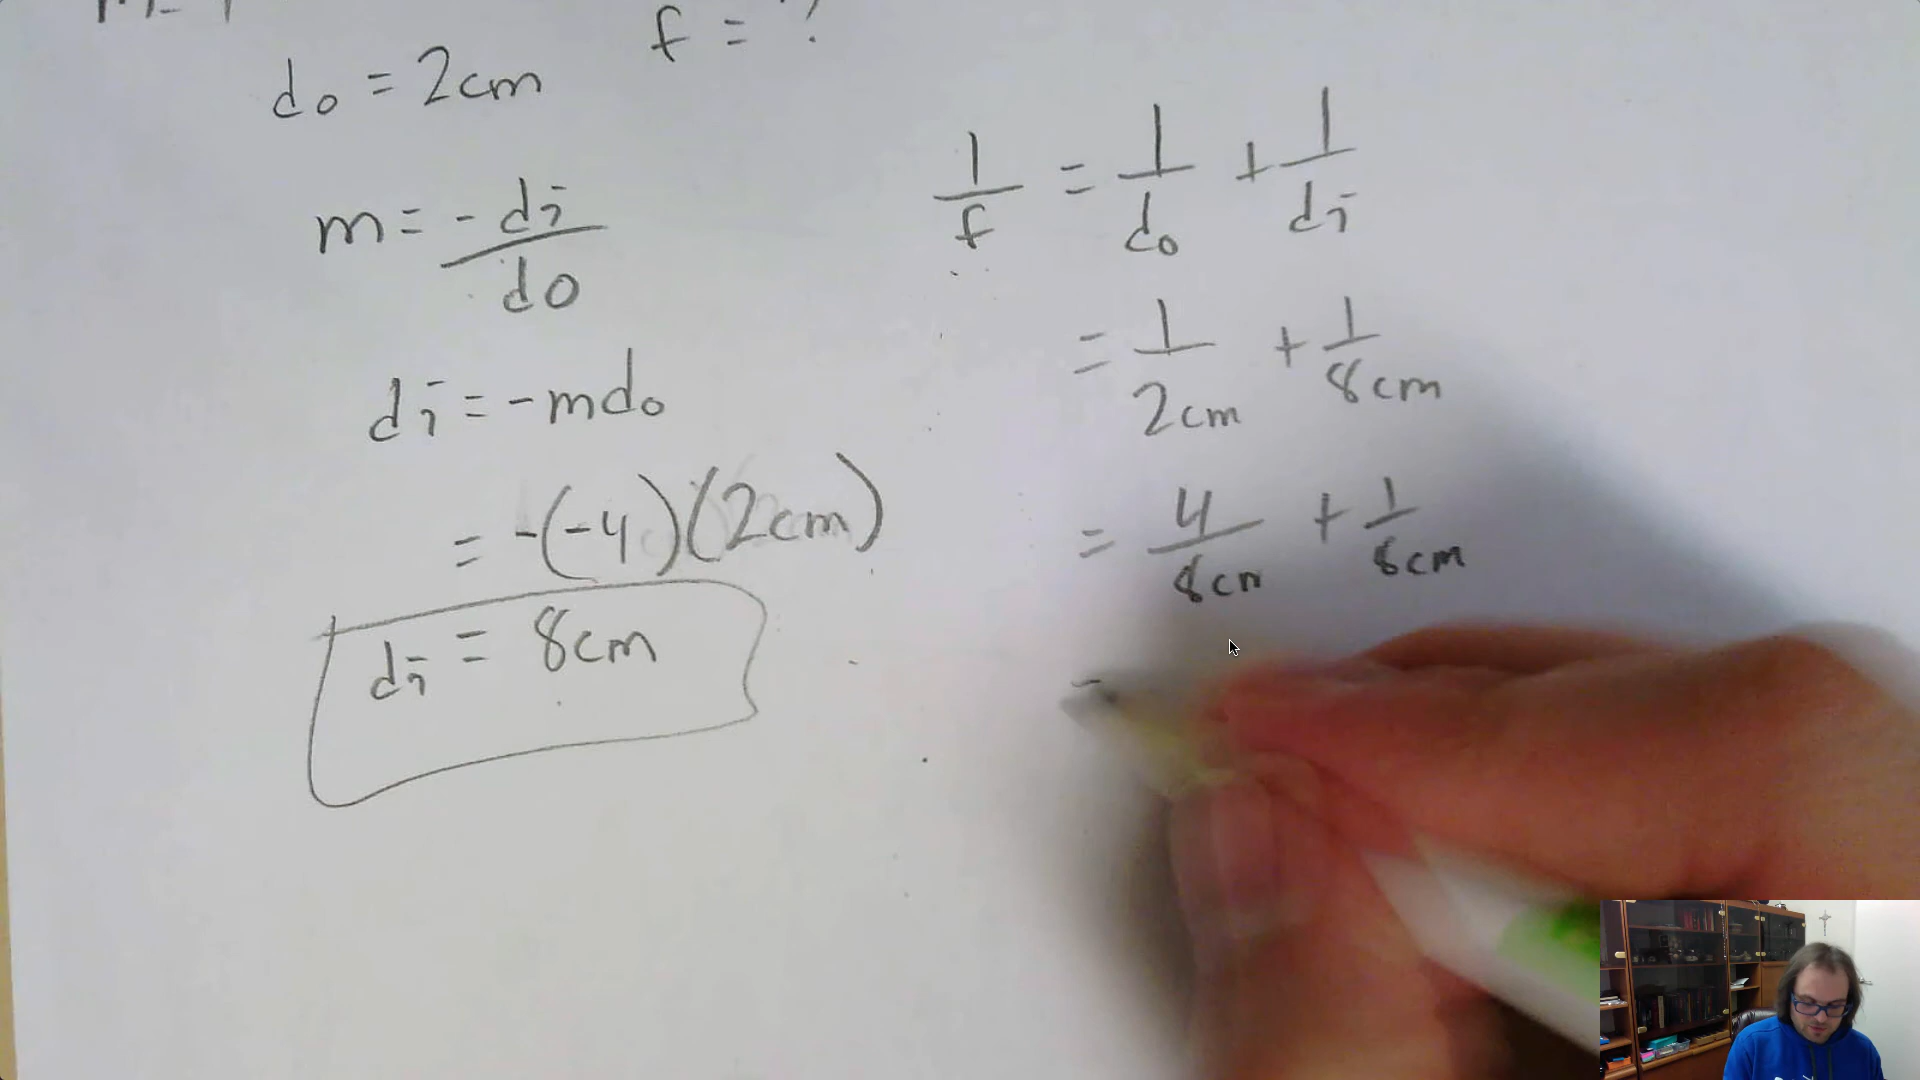 do = 2cm
f = ?
m = -di/do
di = -mdo
= -(-4)(2cm)
di = 8cm
1/f = 1/do + 1/di
= 1/2cm + 1/8cm
= 4/8cm + 1/8cm
=